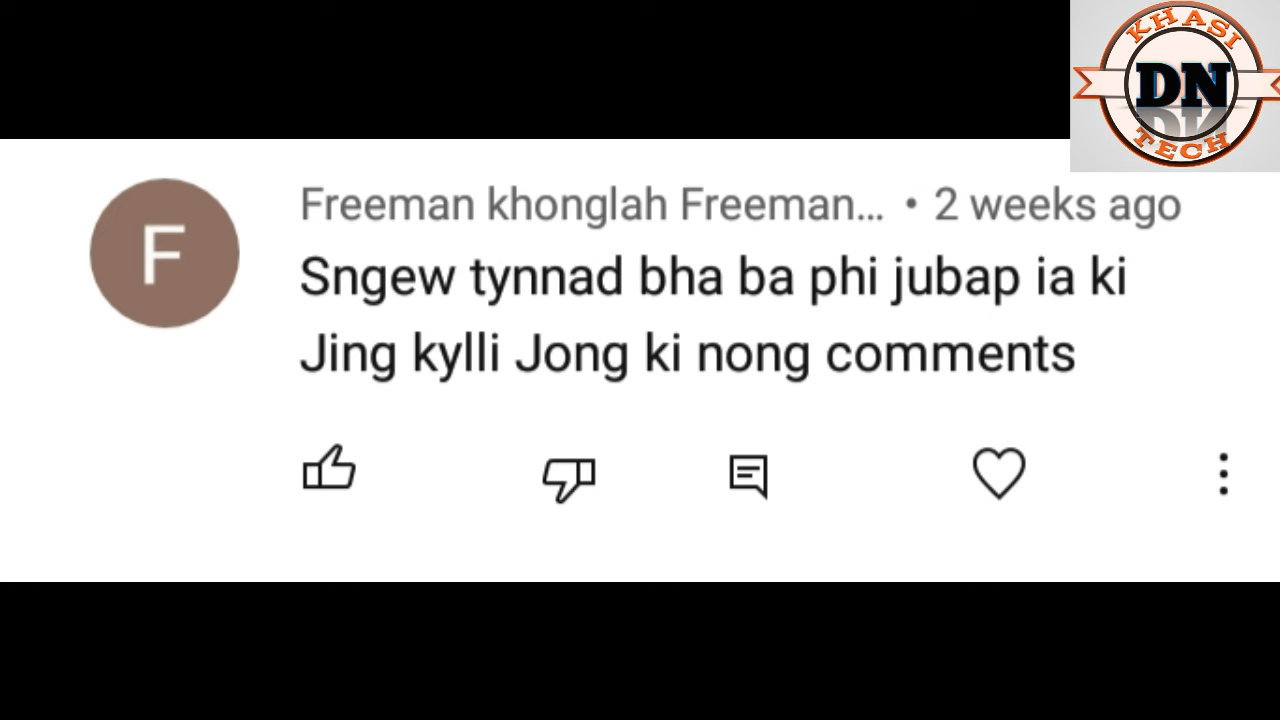 KHASI
DN
TECH
Freeman khonglah Freeman... • 2 weeks ago
F
Sngew tynnad bha ba phi jubap ia ki
Jing kylli Jong ki nong comments